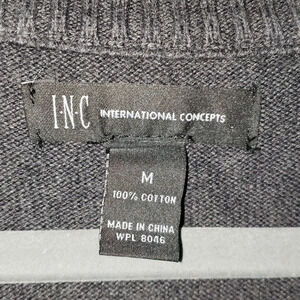 I·N·C INTERNATIONAL CONCEPTS
M
100% COTTON
MADE IN CHINA
WPL 8046